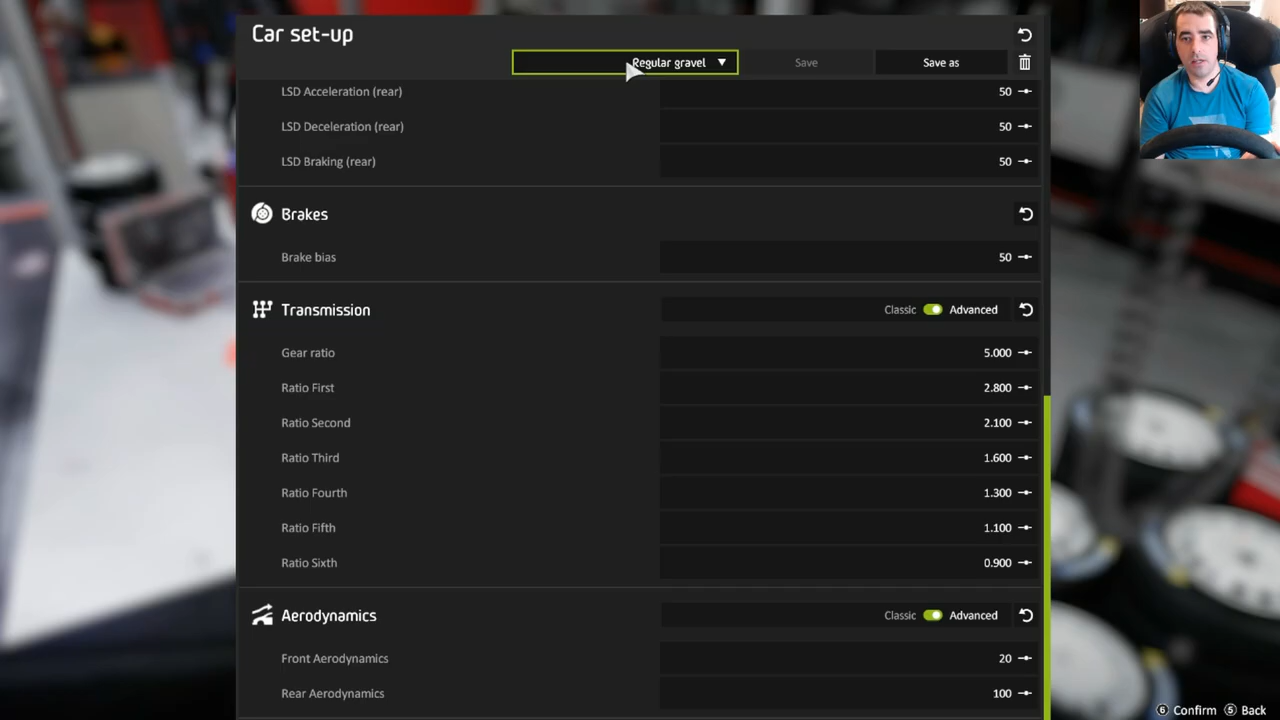 Car set-up
Regular gravel ▼ Save Save as
LSD Acceleration (rear) 50
LSD Deceleration (rear) 50
LSD Braking (rear) 50
Brakes
Brake bias 50
Transmission Classic Advanced
Gear ratio 5.000
Ratio First 2.800
Ratio Second 2.100
Ratio Third 1.600
Ratio Fourth 1.300
Ratio Fifth 1.100
Ratio Sixth 0.900
Aerodynamics Classic Advanced
Front Aerodynamics 20
Rear Aerodynamics 100
6 Confirm 5 Back